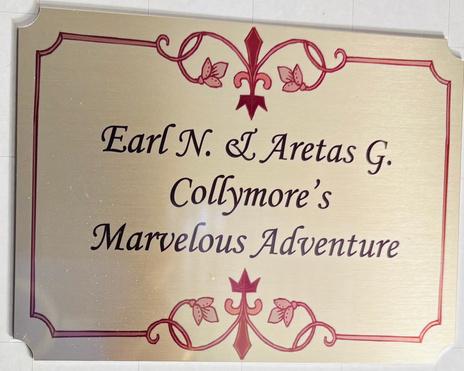 Earl N. & Aretas G.
Collymore's
Marvelous Adventure